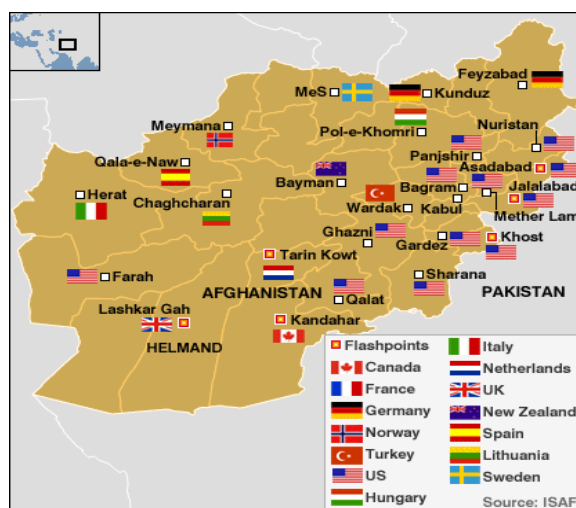 Feyzabad
MeS
Kunduz
Meymana
Pol-e-Khomri
Nuristan
Panjshir
Qala-e-Naw
Asadabad
Bayman
Bagram
Jalalabad
Herat
Chaghcharan
Wardak
Kabul
Mether Lam
Ghazni
Gardez
Khost
Tarin Kowt
Farah
Sharana
AFGHANISTAN
Qalat
PAKISTAN
Lashkar Gah
Kandahar
HELMAND
Flashpoints
Canada
France
Germany
Norway
Turkey
US
Hungary
Italy
Netherlands
UK
New Zealand
Spain
Lithuania
Sweden
Source: ISAF